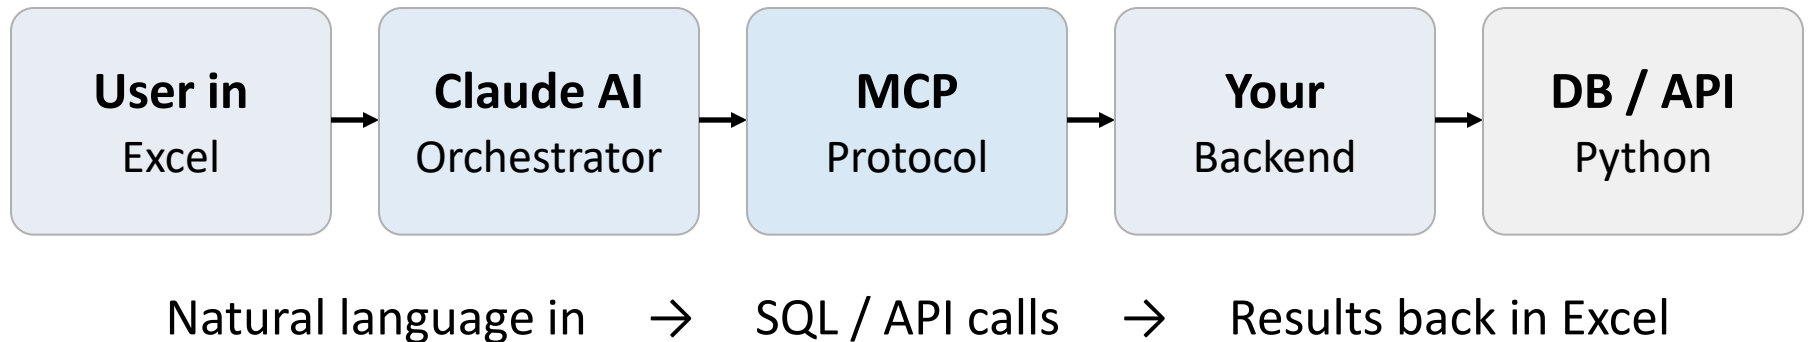 User in
Excel
Claude AI
Orchestrator
MCP
Protocol
Your
Backend
DB / API
Python
Natural language in → SQL / API calls → Results back in Excel